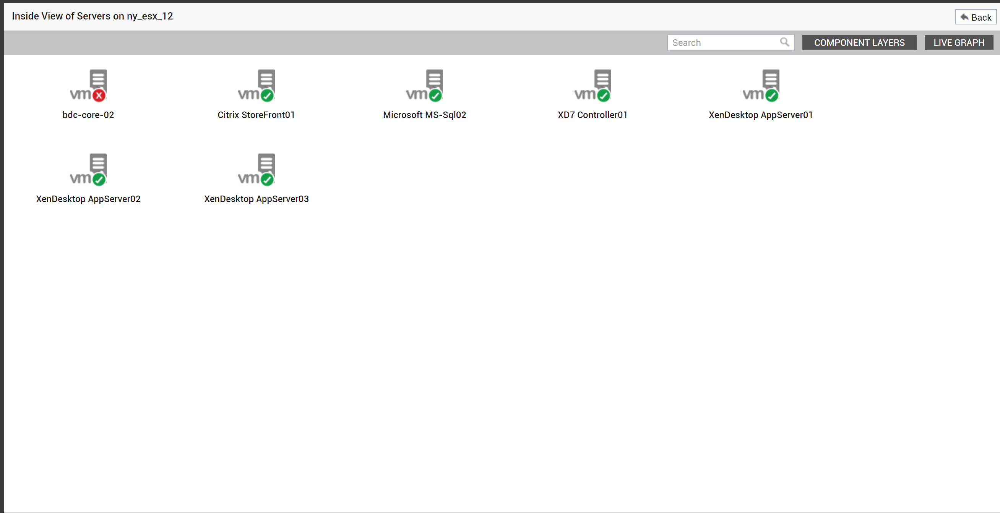 Inside View of Servers on ny_esx_12
Back
Search
COMPONENT LAYERS
LIVE GRAPH
vm x
vm
vm
vm
vm
bdc-core-02
Citrix StoreFront01
Microsoft MS-Sql02
XD7 Controller01
XenDesktop AppServer01
vm
vm
XenDesktop AppServer02
XenDesktop AppServer03